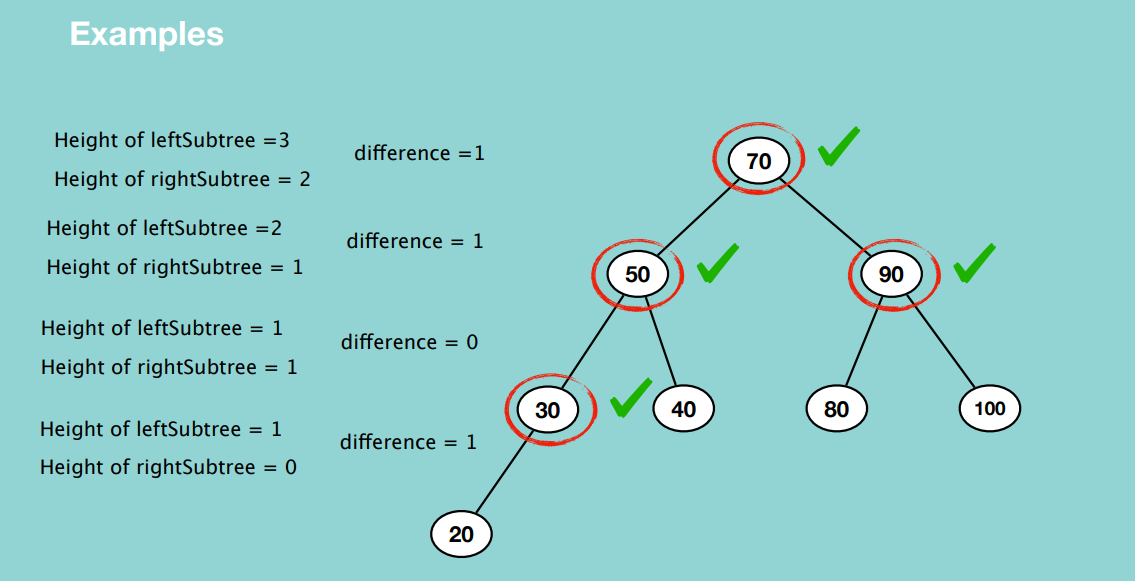 Examples
Height of leftSubtree =3
difference =1
Height of rightSubtree = 2
Height of leftSubtree =2
difference = 1
Height of rightSubtree = 1
Height of leftSubtree = 1
difference = 0
Height of rightSubtree = 1
Height of leftSubtree = 1
difference = 1
Height of rightSubtree = 0
70
50
90
30
40
80
100
20